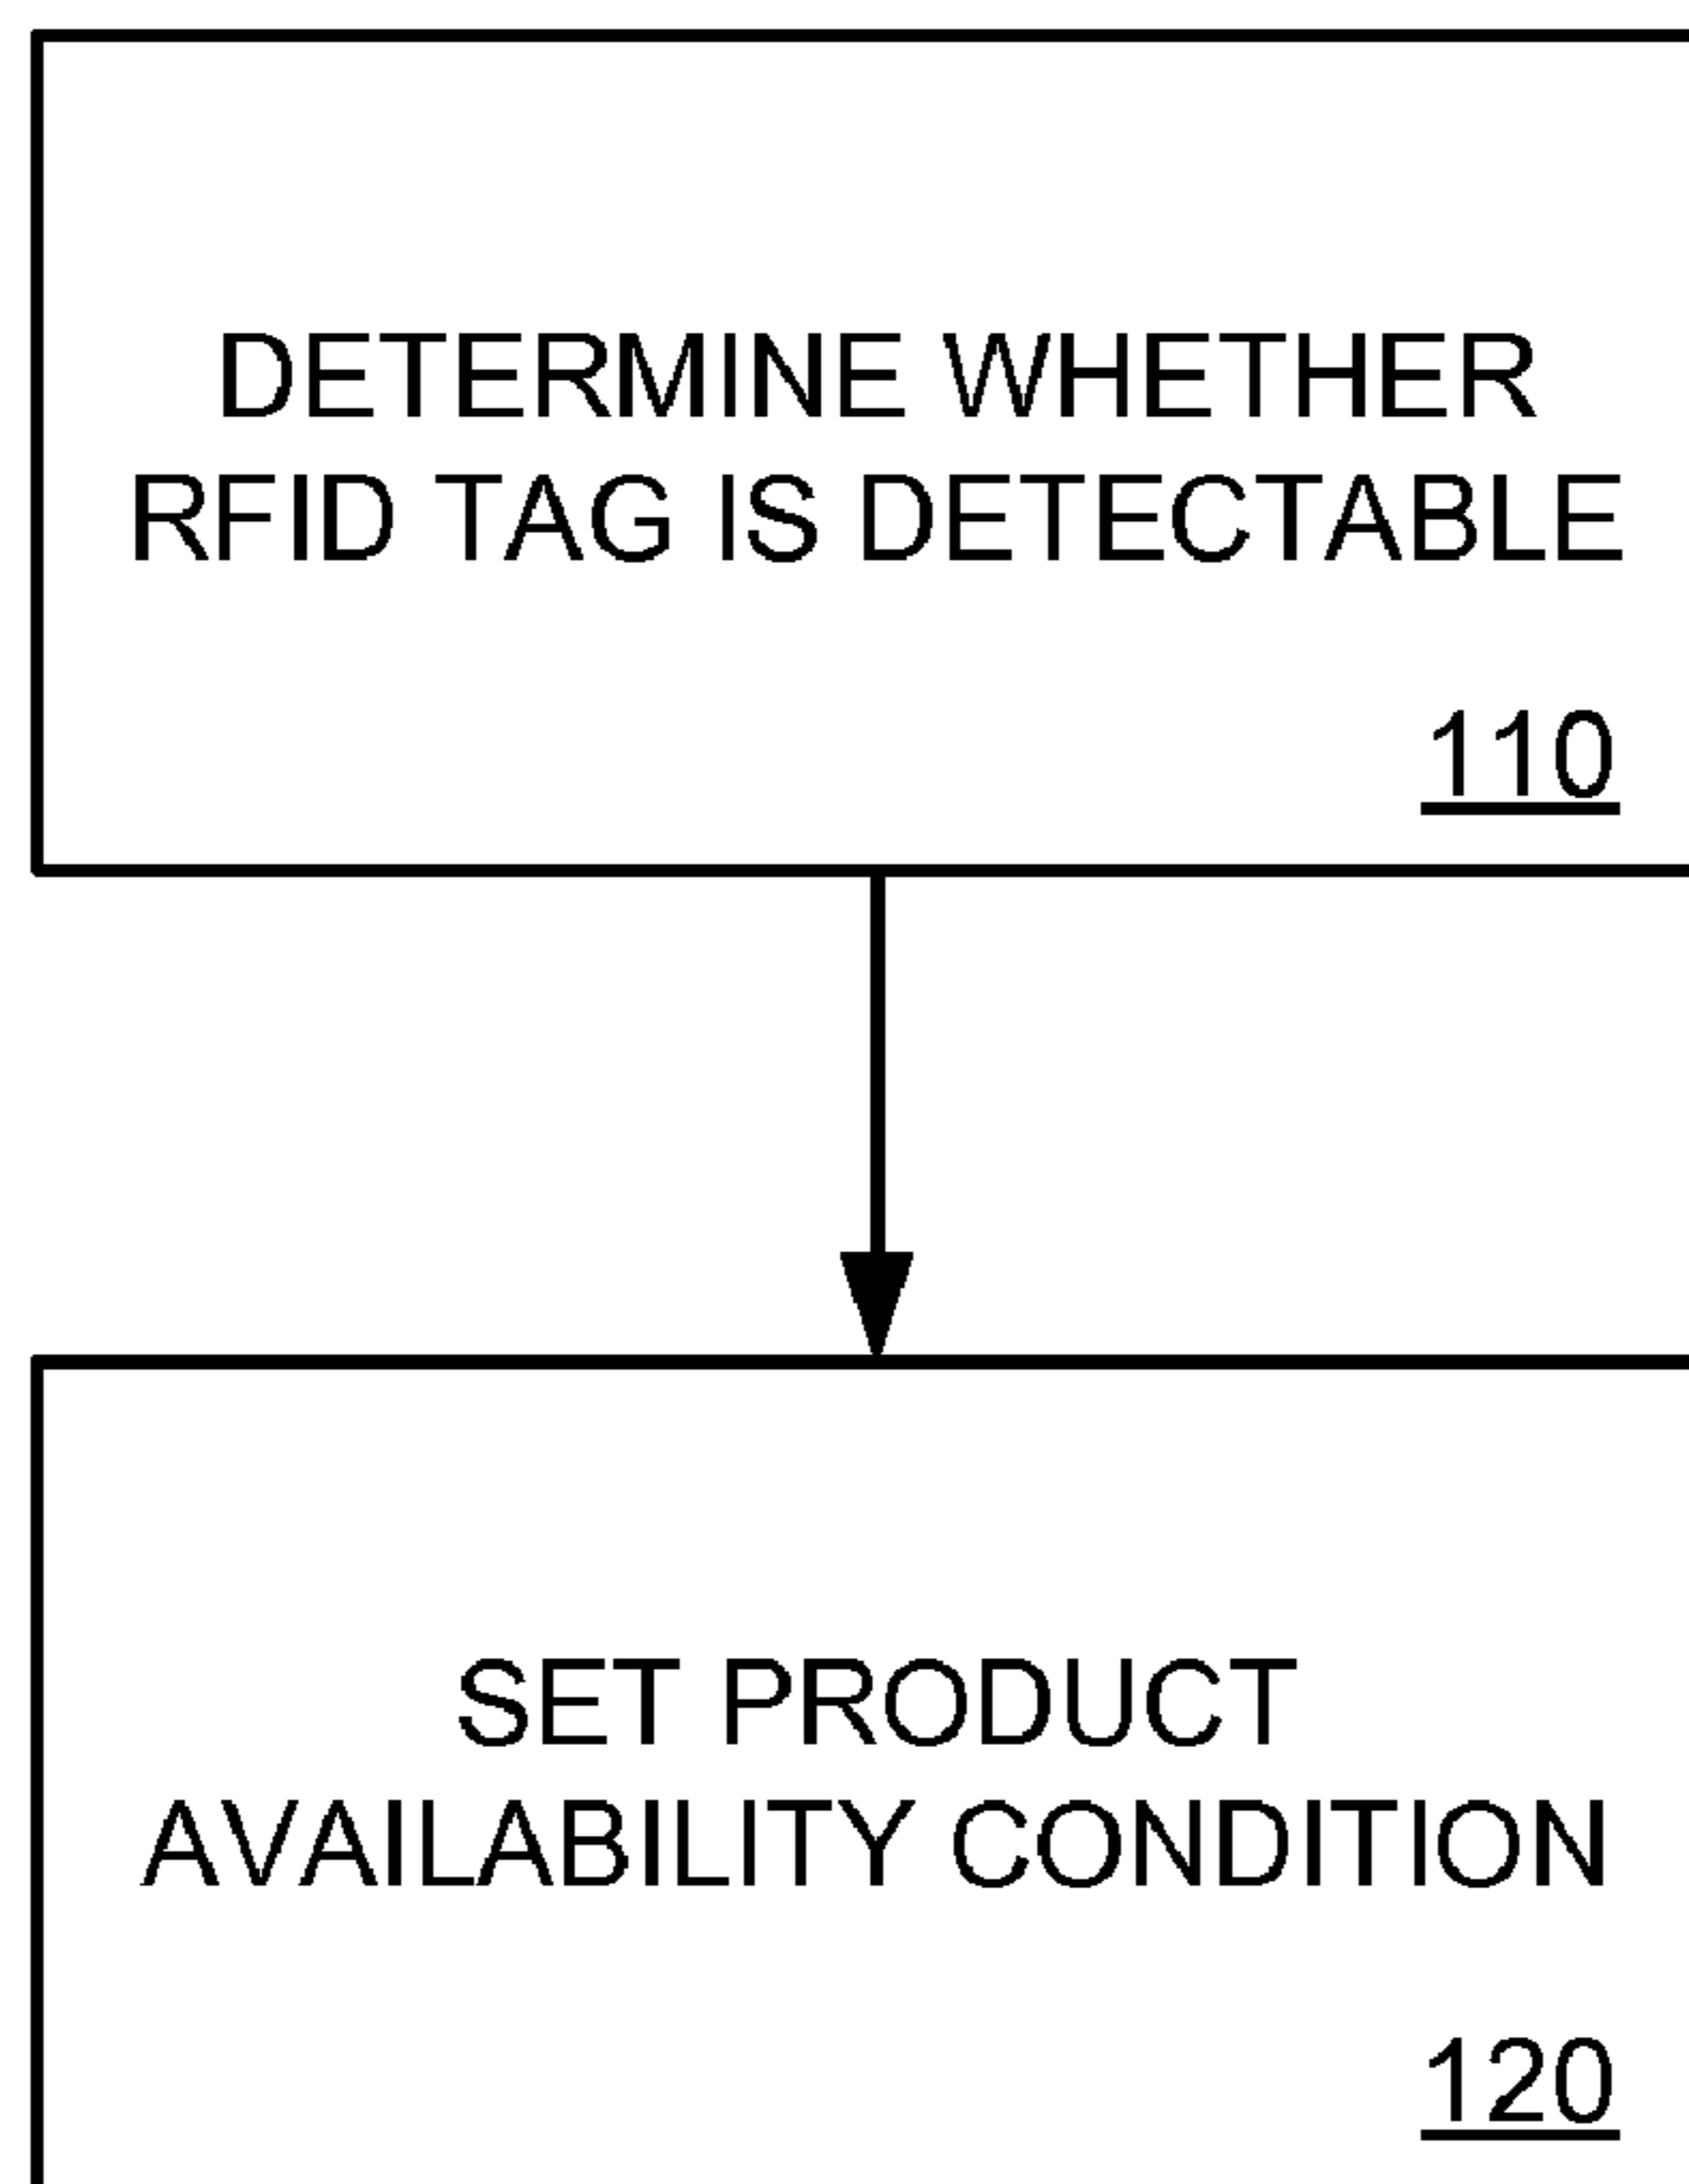 DETERMINE WHETHER
RFID TAG IS DETECTABLE
110
SET PRODUCT
AVAILABILITY CONDITION
120